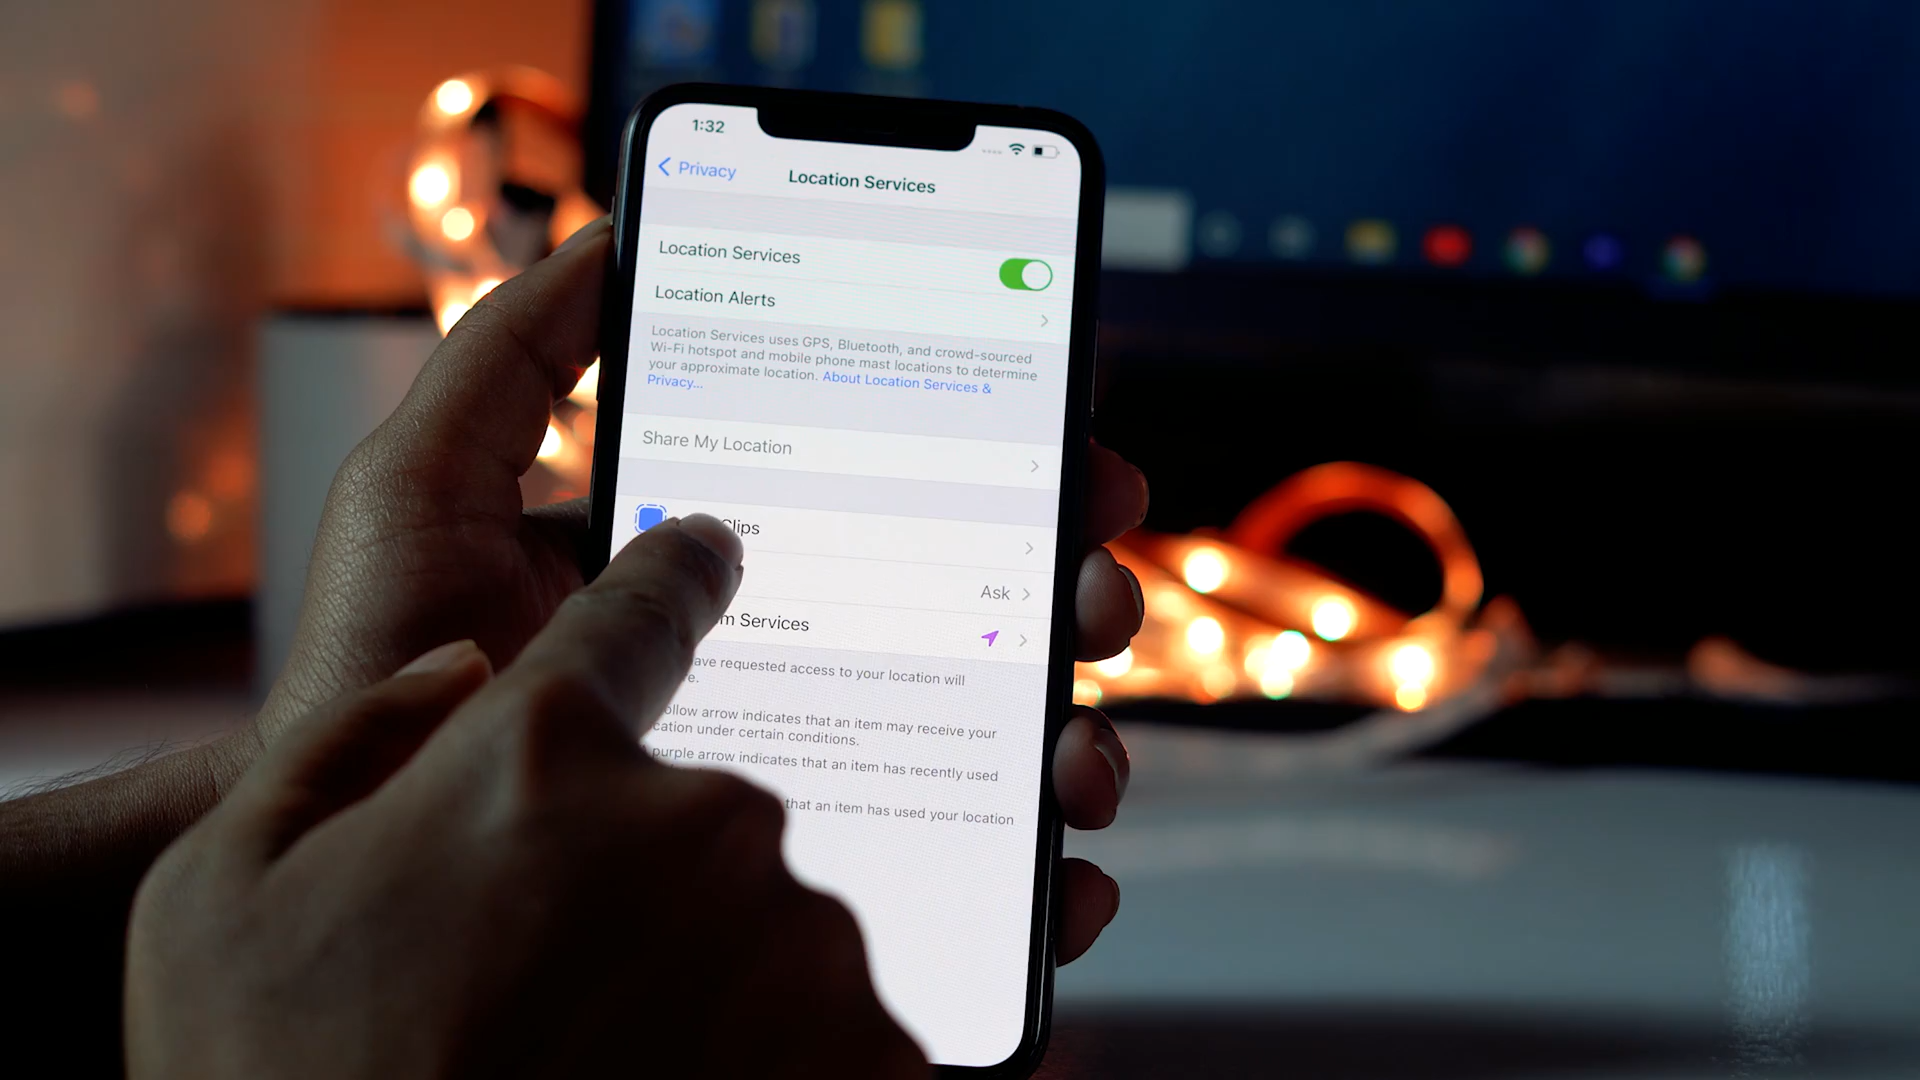 1:32
Privacy
Location Services
Location Services
Location Alerts
Location Services uses GPS, Bluetooth, and crowd-sourced
Wi-Fi hotspot and mobile phone mast locations to determine
your approximate location. About Location Services &
Privacy...
Share My Location
Clips
Ask
m Services
ave requested access to your location will
re.
ollow arrow indicates that an item may receive your
cation under certain conditions.
A purple arrow indicates that an item has recently used
that an item has used your location